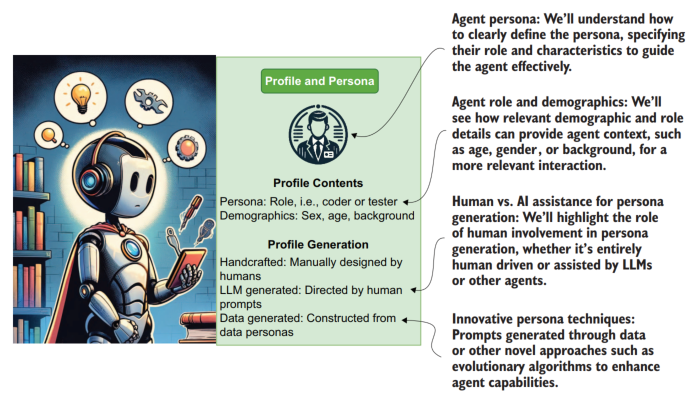 Profile and Persona
Profile Contents
Persona: Role, i.e., coder or tester
Demographics: Sex, age, background
Profile Generation
Handcrafted: Manually designed by
humans
LLM generated: Directed by human
prompts
Data generated: Constructed from
data personas
Agent persona: We’ll understand how
to clearly define the persona, specifying
their role and characteristics to guide
the agent effectively.
Agent role and demographics: We’ll
see how relevant demographic and role
details can provide agent context, such
as age, gender, or background, for a
more relevant interaction.
Human vs. AI assistance for persona
generation: We’ll highlight the role
of human involvement in persona
generation, whether it’s entirely
human driven or assisted by LLMs
or other agents.
Innovative persona techniques:
Prompts generated through data
or other novel approaches such as
evolutionary algorithms to enhance
agent capabilities.